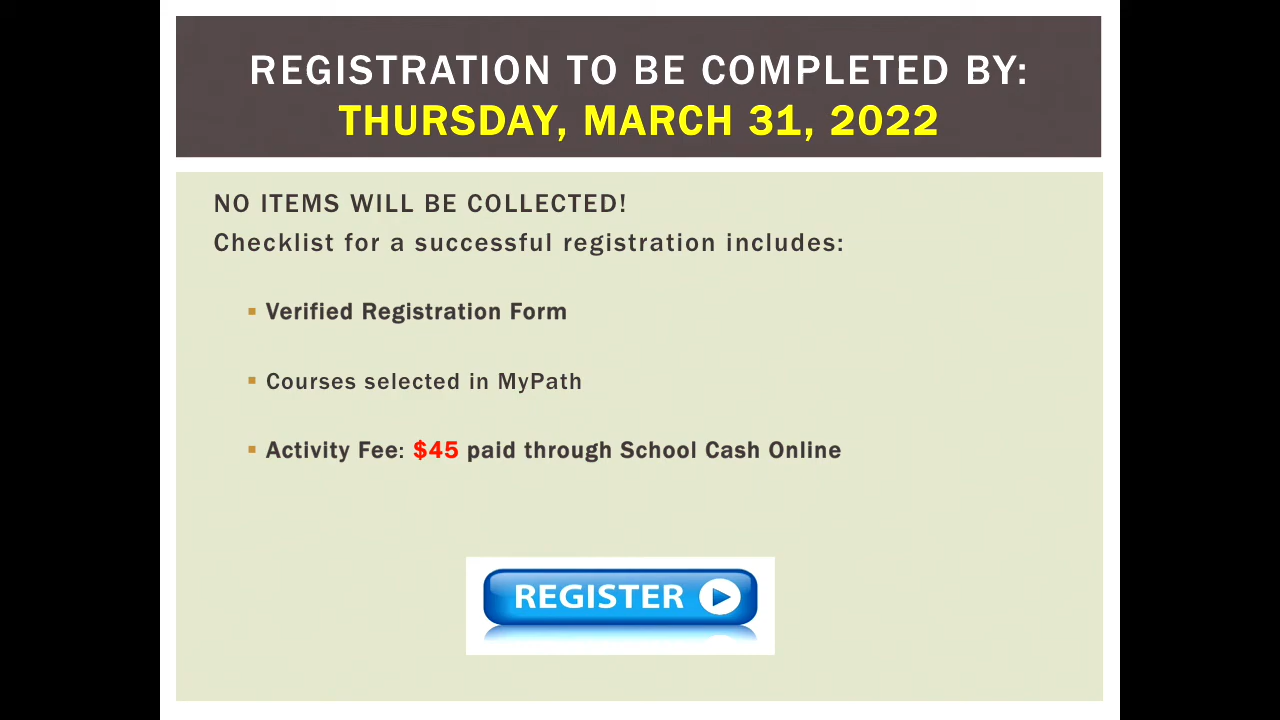 REGISTRATION TO BE COMPLETED BY:
THURSDAY, MARCH 31, 2022
NO ITEMS WILL BE COLLECTED!
Checklist for a successful registration includes:
Verified Registration Form
Courses selected in MyPath
Activity Fee: $45 paid through School Cash Online
REGISTER